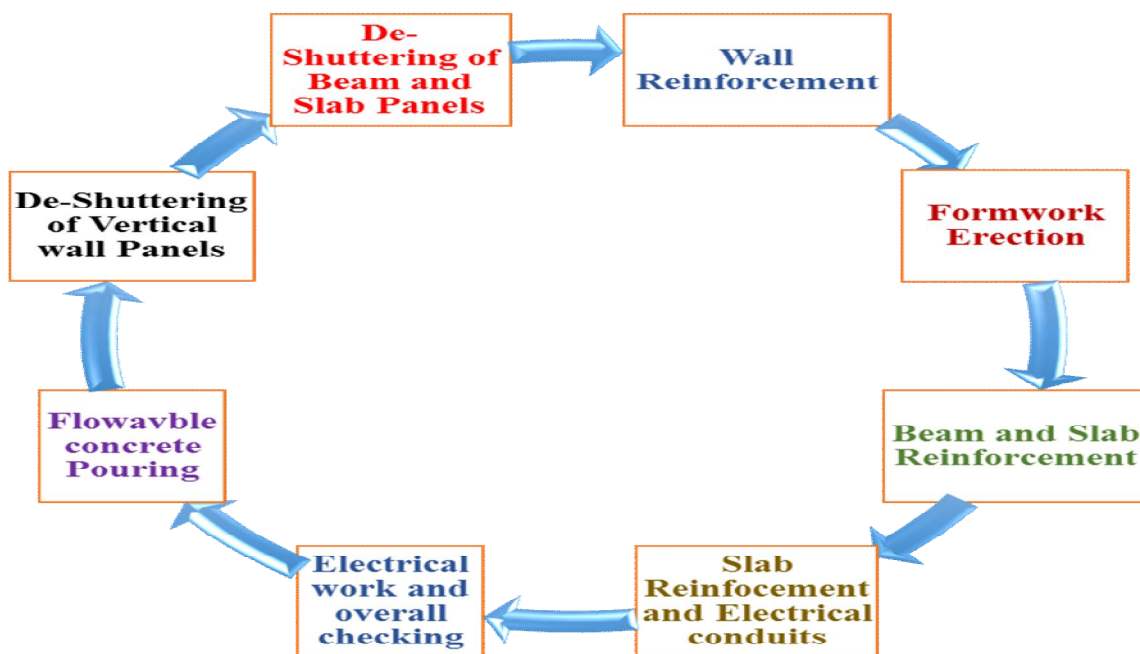 De-
Shuttering of
Beam and
Slab Panels
Wall
Reinforcement
Formwork
Erection
Beam and Slab
Reinforcement
Slab
Reinfocement
and Electrical
conduits
Electrical
work and
overall
checking
Flowavble
concrete
Pouring
De-Shuttering
of Vertical
wall Panels